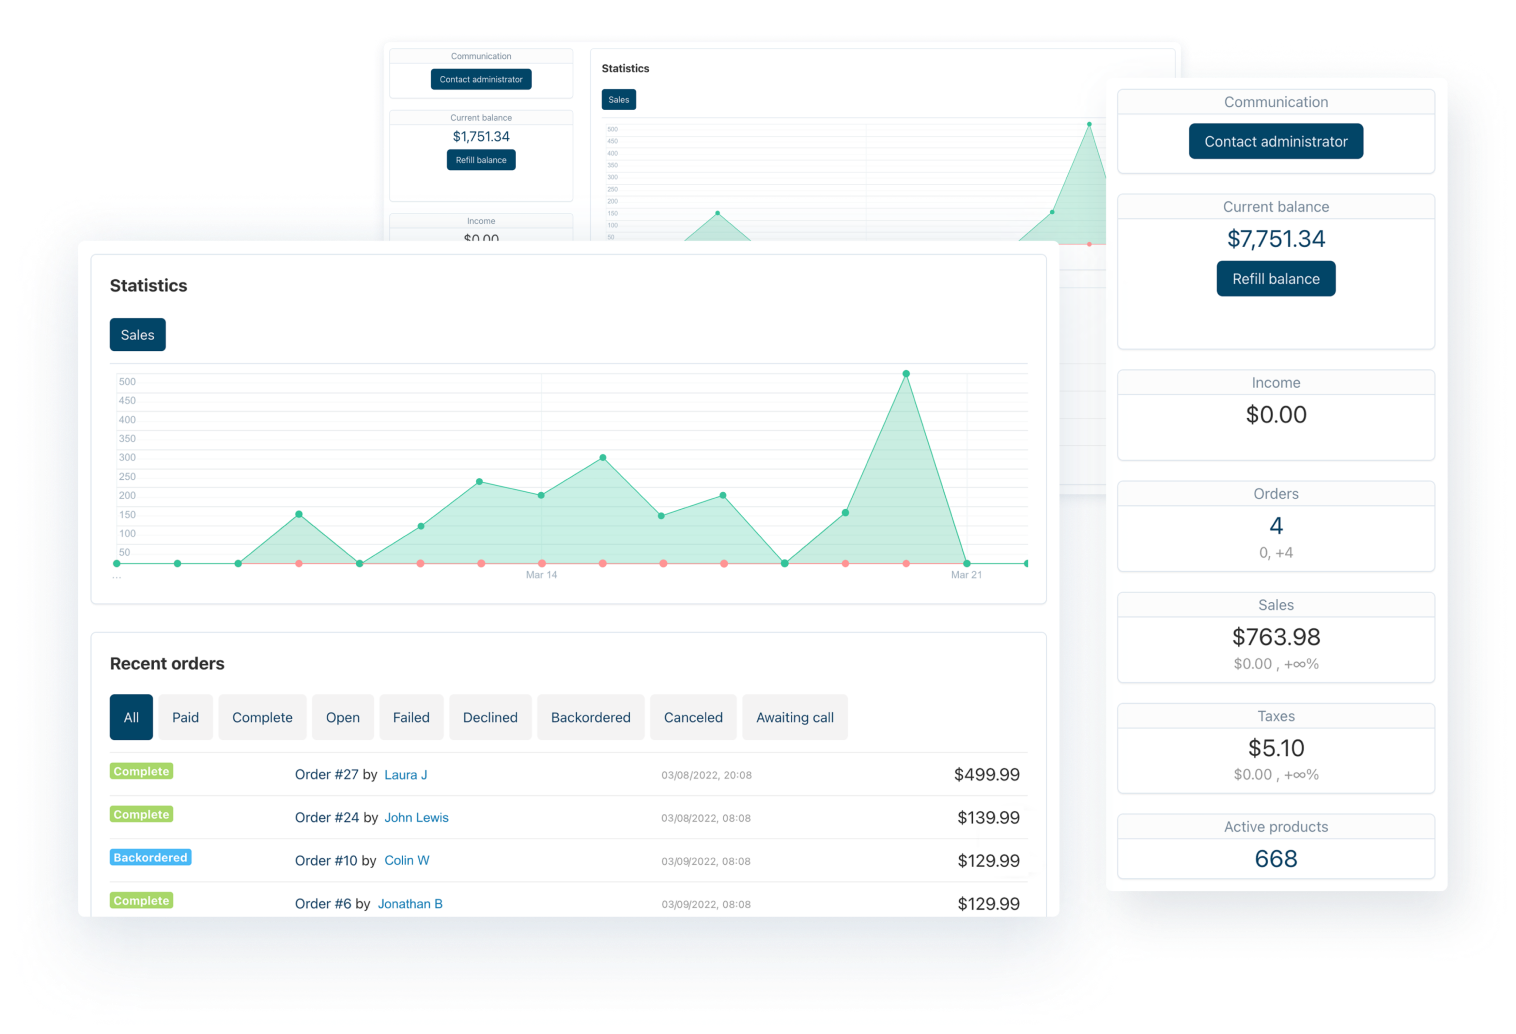 Communication
Contact administrator
Current balance
$1,751.34
Refill balance
Income
$0.00
Statistics
Sales
500
450
400
350
300
250
200
150
100
50
Statistics
Sales
500
450
400
350
300
250
200
150
100
50
...
Mar 14
Mar 21
Recent orders
All Paid Complete Open Failed Declined Backordered Canceled Awaiting call
Complete Order #27 by Laura J 03/08/2022, 20:08 $499.99
Complete Order #24 by John Lewis 03/08/2022, 08:08 $139.99
Backordered Order #10 by Colin W 03/09/2022, 08:08 $129.99
Complete Order #6 by Jonathan B 03/09/2022, 08:08 $129.99
Communication
Contact administrator
Current balance
$7,751.34
Refill balance
Income
$0.00
Orders
4
0, +4
Sales
$763.98
$0.00 , +∞%
Taxes
$5.10
$0.00 , +∞%
Active products
668